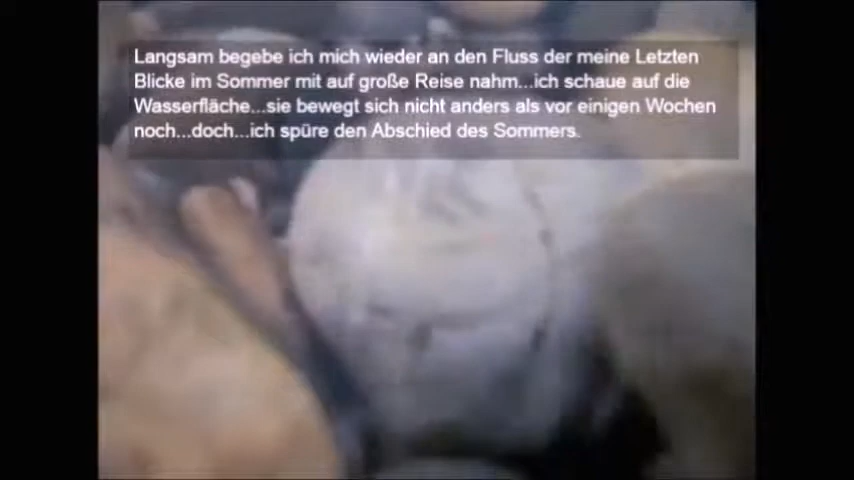 Langsam begebe ich mich wieder an den Fluss der meine Letzten
Blicke im Sommer mit auf große Reise nahm...ich schaue auf die
Wasserfläche...sie bewegt sich nicht anders als vor einigen Wochen
noch...doch...ich spüre den Abschied des Sommers.